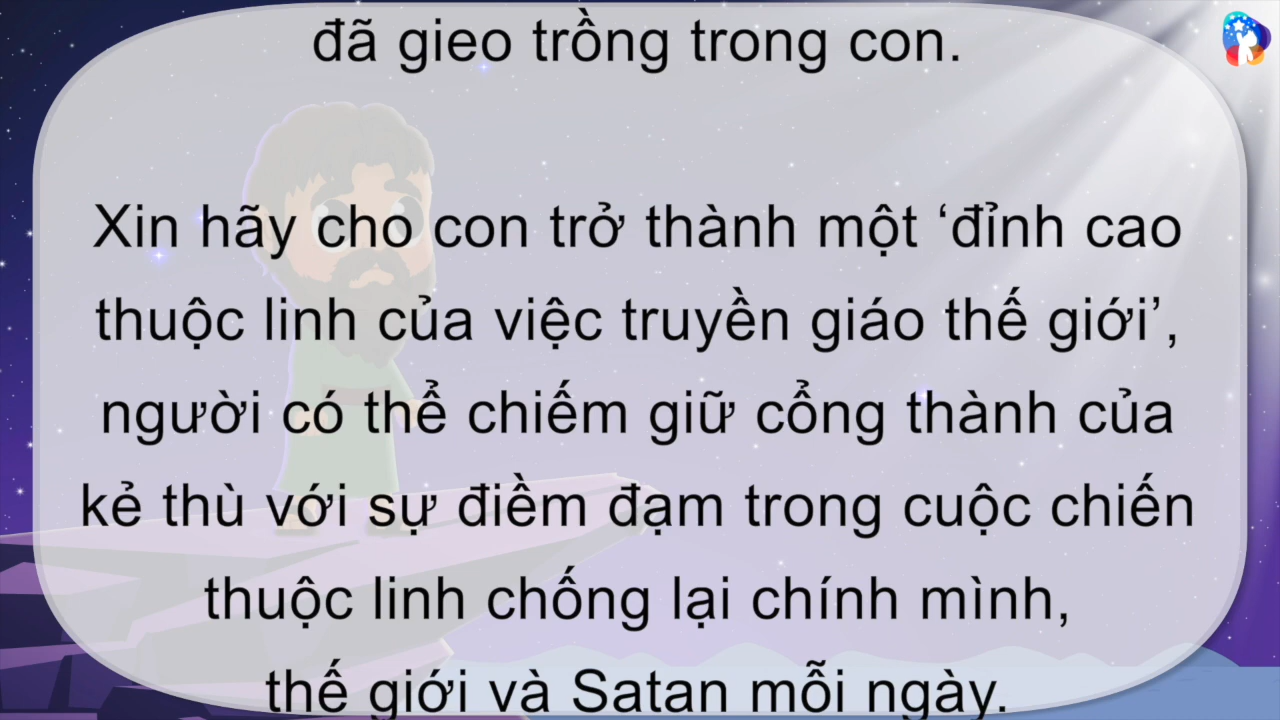 đã gieo trồng trong con.
Xin hãy cho con trở thành một ‘đỉnh cao
thuộc linh của việc truyền giáo thế giới’,
người có thể chiếm giữ cổng thành của
kẻ thù với sự điềm đạm trong cuộc chiến
thuộc linh chống lại chính mình,
thế giới và Satan mỗi ngày.